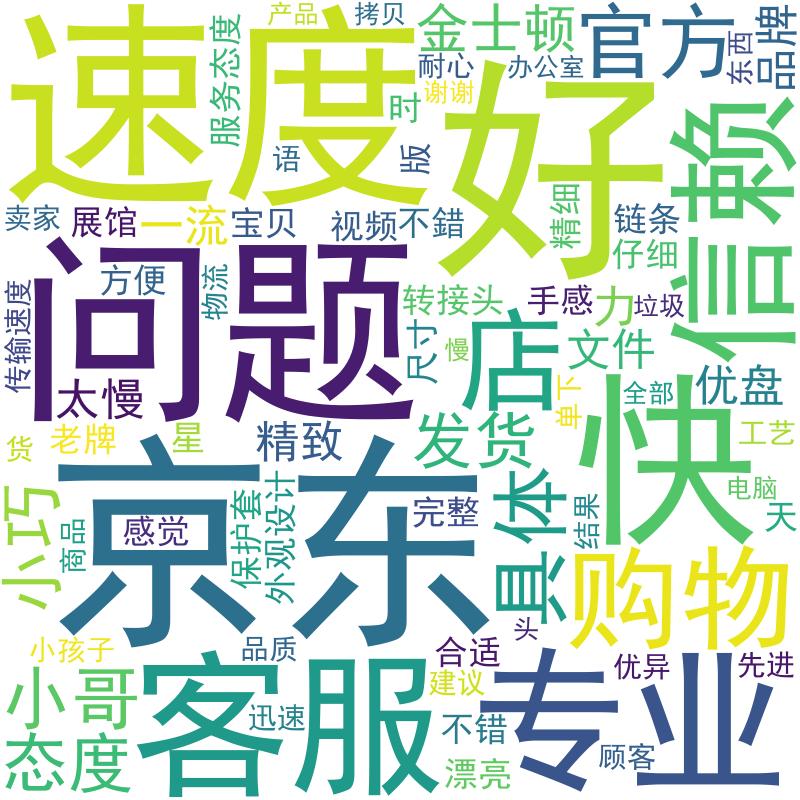 速度
好
产品
拷贝
金士顿
官方
品牌
东西
服务态度
耐心
办公室
谢谢
时
语
版
信赖
卖家
展馆
一流
宝贝
视频
不錯
精细
链条
仔细
问题
方便
物流
传输速度
转接头
手感
力
垃圾
尺寸
慢
店
文件
太慢
单下
全部
优盘
老牌
星
精致
发货
快
工艺
货
京东
小巧
感觉
商品
保护套
外观设计
完整
具体
结果
电脑
天
购物
头
小孩子
品质
合适
优异
先进
小哥
客服
建议
专业
迅速
不错
态度
漂亮
顾客